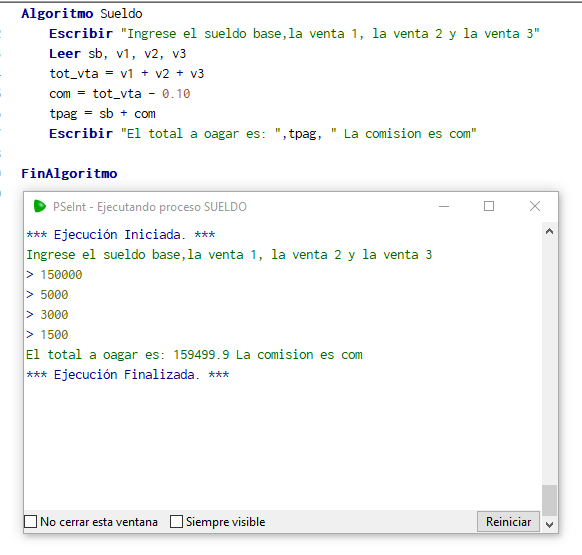 Algoritmo Sueldo
Escribir "Ingrese el sueldo base,la venta 1, la venta 2 y la venta 3"
Leer sb, v1, v2, v3
tot_vta = v1 + v2 + v3
com = tot_vta - 0.10
tpag = sb + com
Escribir "El total a oagar es: ",tpag, " La comision es com"
FinAlgoritmo
PSeInt - Ejecutando proceso SUELDO
*** Ejecución Iniciada. ***
Ingrese el sueldo base,la venta 1, la venta 2 y la venta 3
> 150000
> 5000
> 3000
> 1500
El total a oagar es: 159499.9 La comision es com
*** Ejecución Finalizada. ***
No cerrar esta ventana Siempre visible Reiniciar